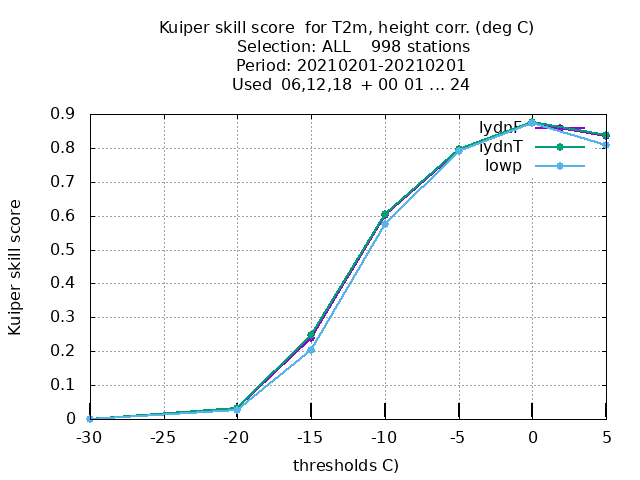 Kuiper skill score  for T2m, height corr. (deg C)
Selection: ALL    998 stations
Period: 20210201-20210201
Used  06,12,18  + 00 01 ... 24
0.9
0.8
0.7
0.6
0.5
0.4
0.3
0.2
0.1
0
Kuiper skill score
lydnF
lydnT
lowp
-30 -25 -20 -15 -10 -5 0 5
thresholds C)